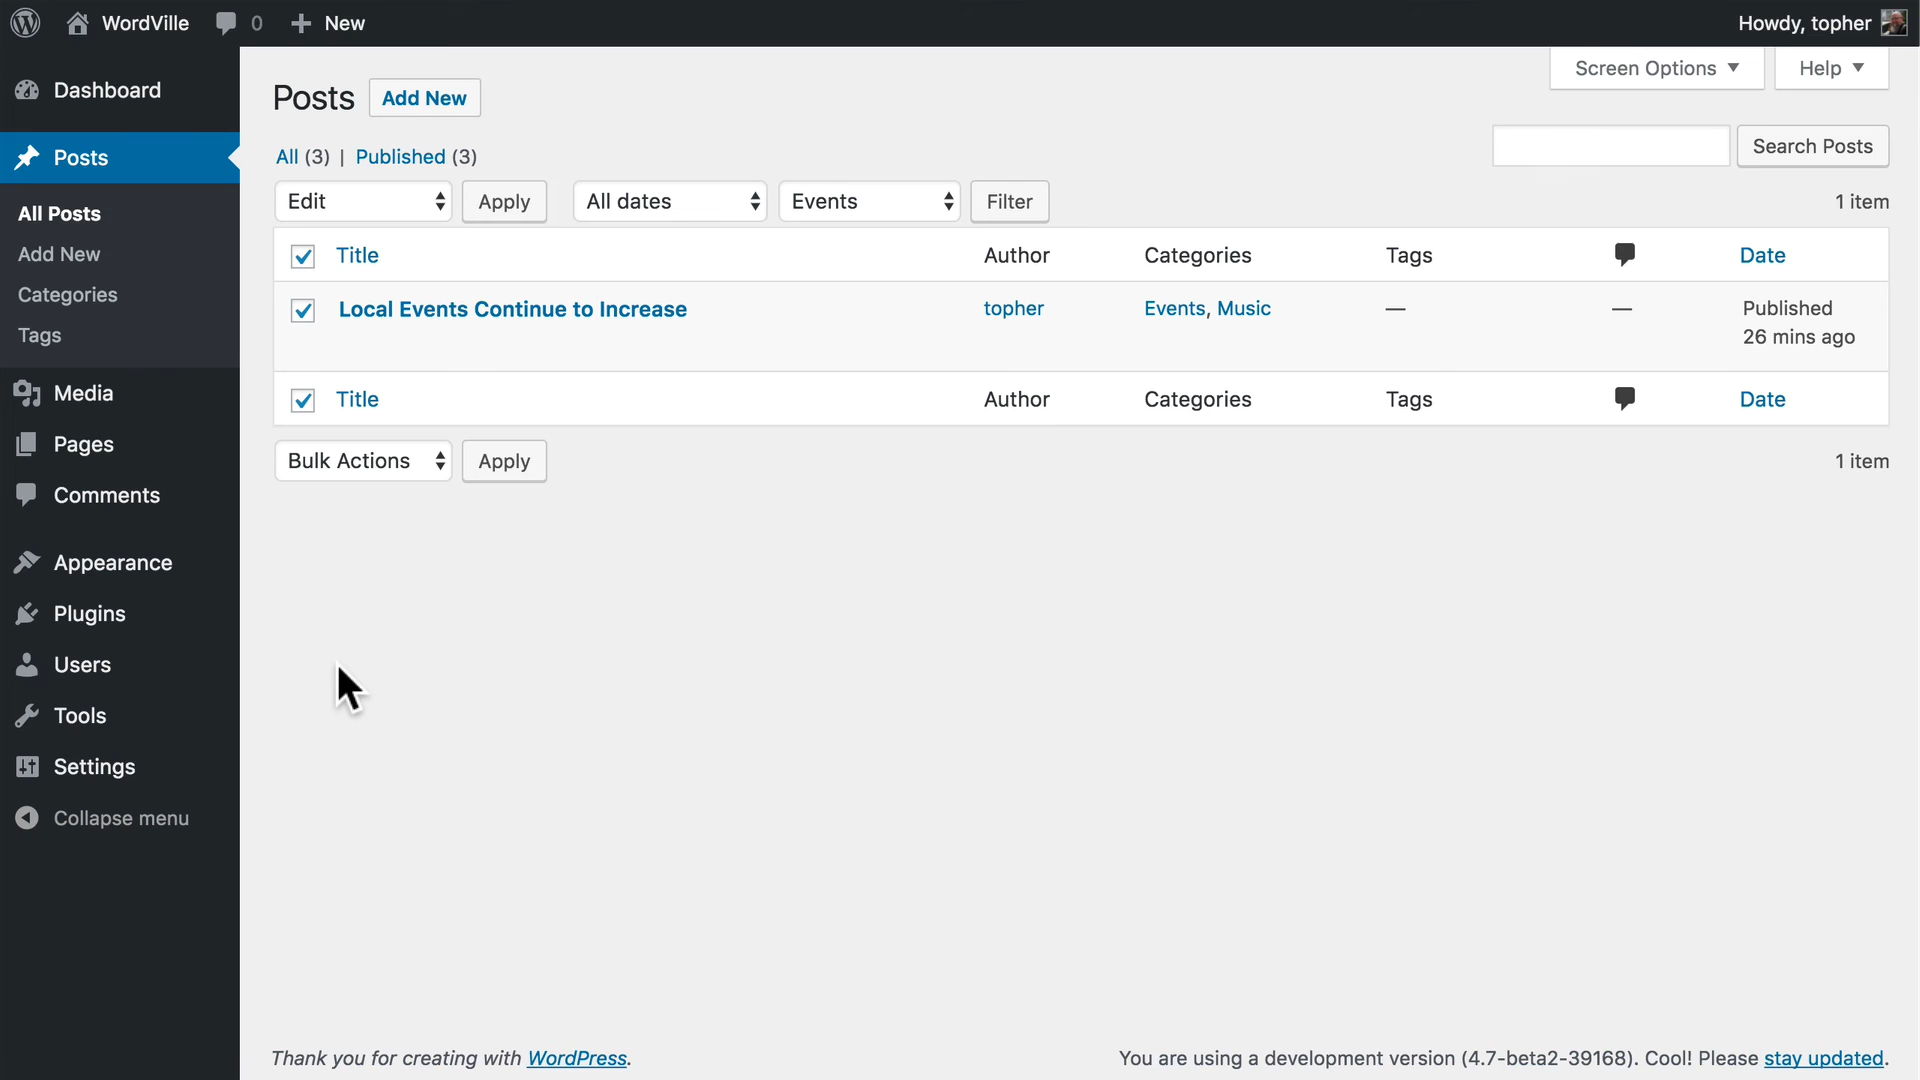 WordVille 0 New Howdy, topher
Dashboard
Posts
All Posts
Add New
Categories
Tags
Media
Pages
Comments
Appearance
Plugins
Users
Tools
Settings
Collapse menu
Screen Options Help
Posts Add New
All (3) | Published (3)
Search Posts
Edit Apply All dates Events Filter 1 item
Title Author Categories Tags Date
Local Events Continue to Increase topher Events, Music — — Published
26 mins ago
Title Author Categories Tags Date
Bulk Actions Apply 1 item
Thank you for creating with WordPress. You are using a development version (4.7-beta2-39168). Cool! Please stay updated.